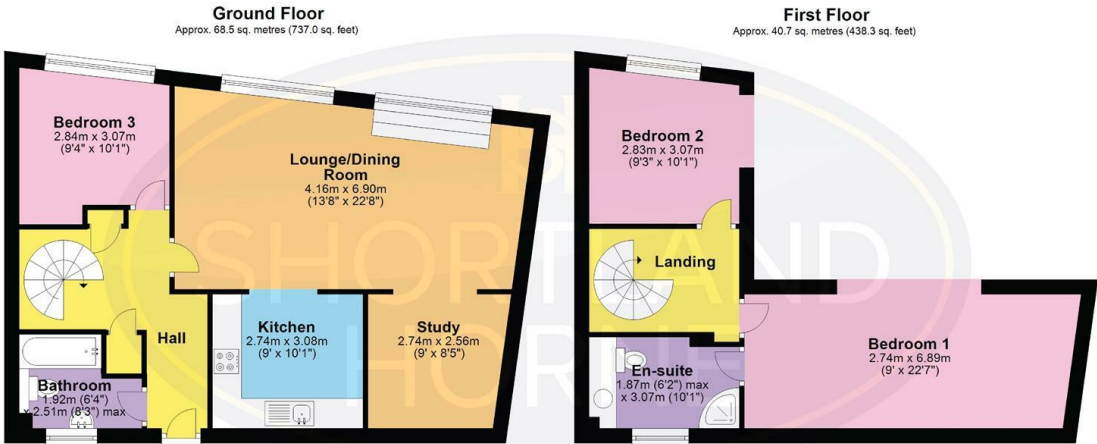 Ground Floor
Approx. 68.5 sq. metres (737.0 sq. feet)
Bedroom 3
2.84m x 3.07m
(9'4" x 10'1")
Lounge/Dining
Room
4.16m x 6.90m
(13'8" x 22'8")
Hall
Kitchen
2.74m x 3.08m
(9' x 10'1")
Study
2.74m x 2.56m
(9' x 8'5")
Bathroom
1.92m (6'4")
x 2.51m (8'3") max
First Floor
Approx. 40.7 sq. metres (438.3 sq. feet)
Bedroom 2
2.83m x 3.07m
(9'3" x 10'1")
Landing
Bedroom 1
2.74m x 6.89m
(9' x 22'7")
En-suite
1.87m (6'2") max
x 3.07m (10'1")
SHORTLAND
HORNE